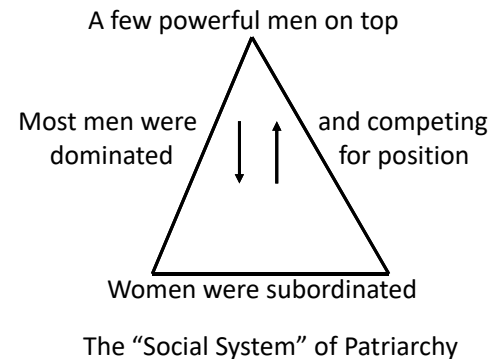 A few powerful men on top
Most men were
dominated
and competing
for position
Women were subordinated
The “Social System” of Patriarchy